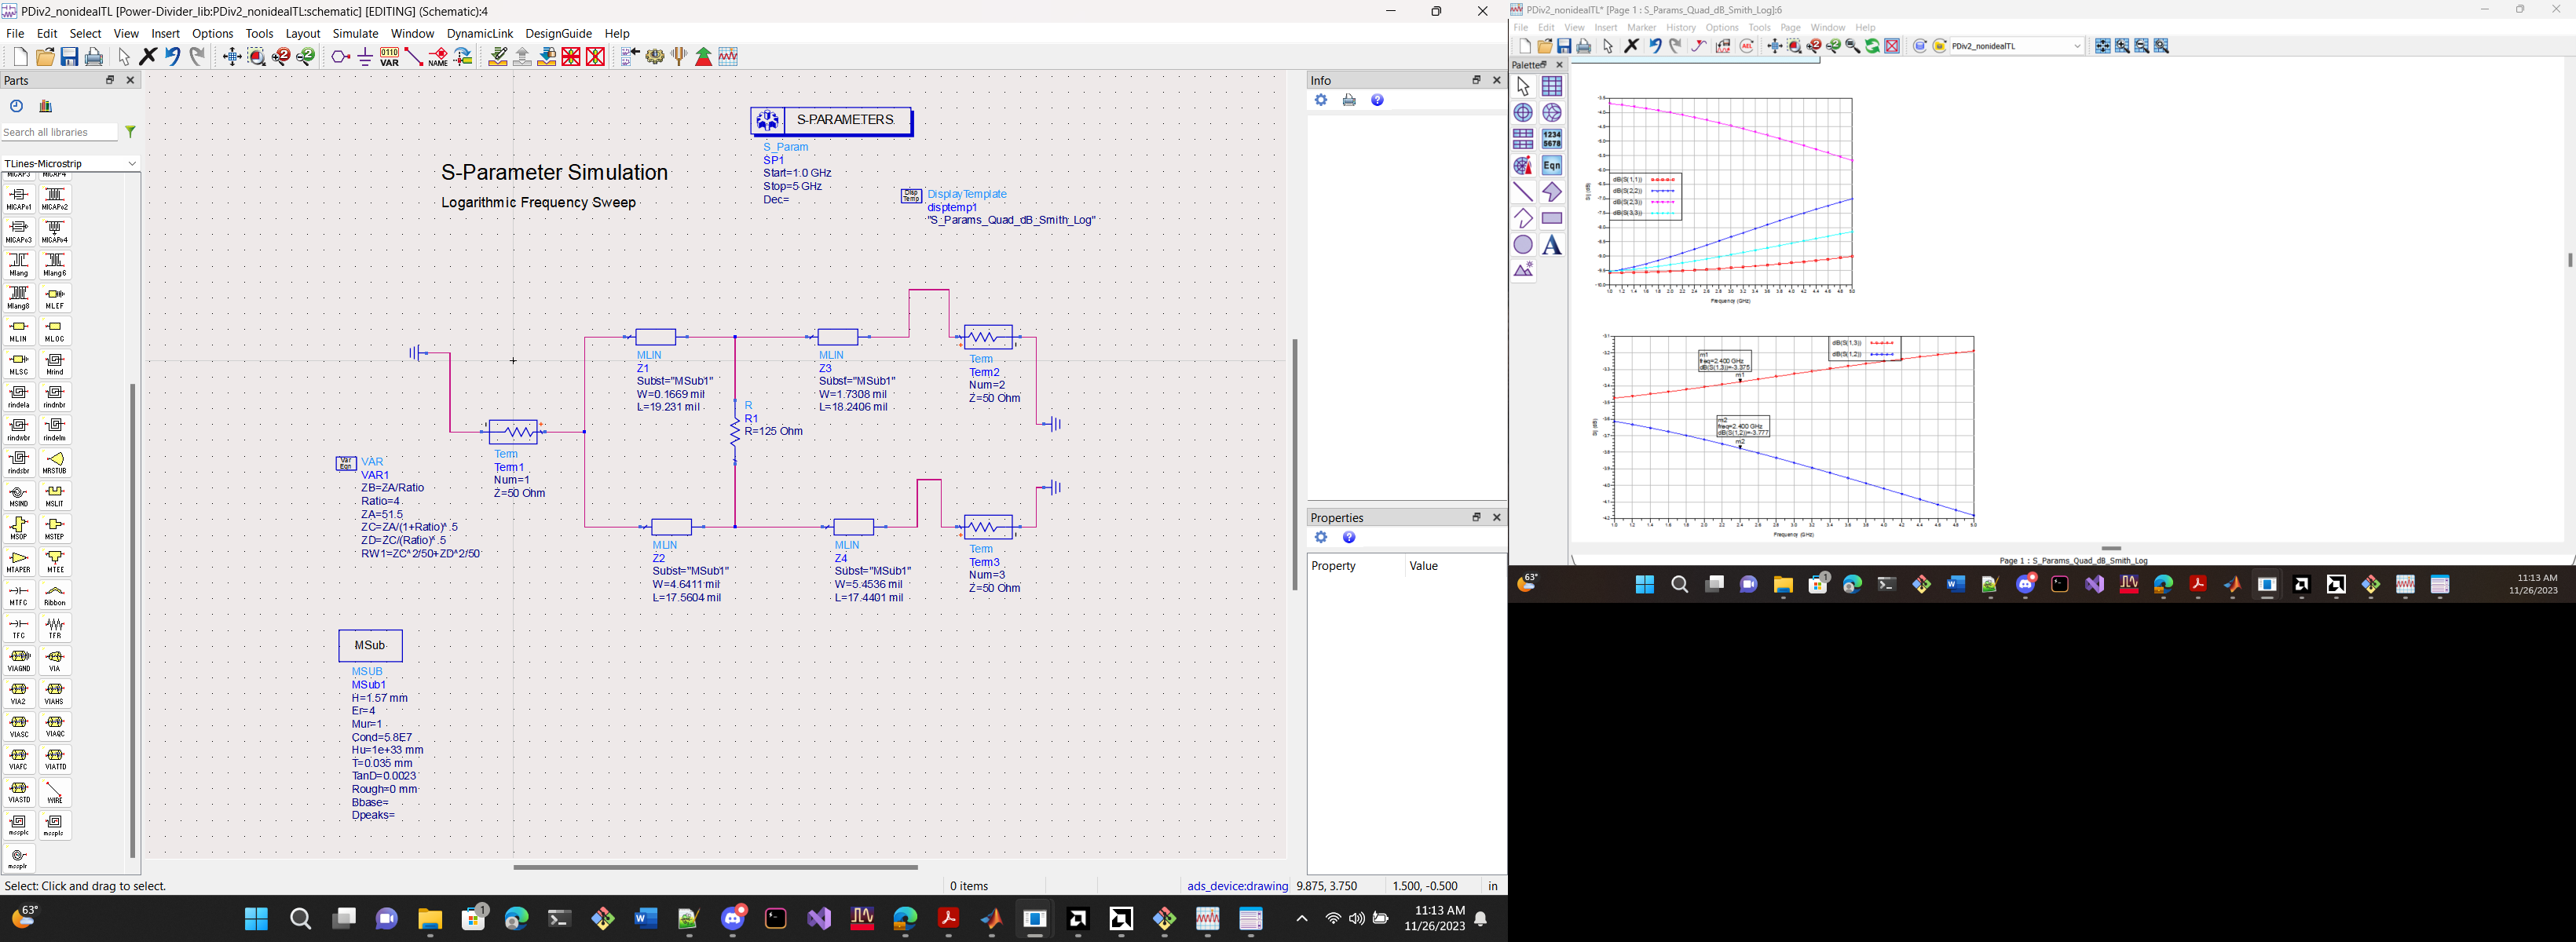 PDiv2_nonidealTL [Power-Divider_lib:PDiv2_nonidealTL:schematic] [EDITING] (Schematic):4
File Edit Select View Insert Options Tools Layout Simulate Window DynamicLink DesignGuide Help
Parts
Search all libraries
TLines-Microstrip
MICAP3 MICAP4
MICAPo1 MICAPo2
MICAPo3 MICAPo4
Mlang Mlang6
Mlang8 MLEF
MLIN MLOC
MLSC Mrind
rindela rindnbr
rindwbr rindelm
rindsbr MRSTUB
MSIND MSLIT
MSOP MSTEP
MTAPER MTEE
MTFC Ribbon
TFC TFR
VIAGND VIA
VIA2 VIAHS
VIASC VIAQC
VIAFC VIATTD
VIASTD WIRE
S-PARAMETERS
S_Param
SP1
Start=1.0 GHz
Stop=5 GHz
Dec=
S-Parameter Simulation
Logarithmic Frequency Sweep
Disp
Temp
DisplayTemplate
disptemp1
"S_Params_Quad_dB_Smith_Log"
MLIN
Z1
Subst="MSub1"
W=0.1669 mil
L=19.231 mil
MLIN
Z3
Subst="MSub1"
W=1.7308 mil
L=18.2406 mil
Term
Term2
Num=2
Z=50 Ohm
R
R1
R=125 Ohm
Term
Term1
Num=1
Z=50 Ohm
Var
Eqn
VAR
VAR1
ZB=ZA/Ratio
Ratio=4
ZA=51.5
ZC=ZA/(1+Ratio)^.5
ZD=ZC/(Ratio)^.5
RW1=ZC^2/50+ZD^2/50
MLIN
Z2
Subst="MSub1"
W=4.6411 mil
L=17.5604 mil
MLIN
Z4
Subst="MSub1"
W=5.4536 mil
L=17.4401 mil
Term
Term3
Num=3
Z=50 Ohm
MSub
MSUB
MSub1
H=1.57 mm
Er=4
Mur=1
Cond=5.8E7
Hu=1e+33 mm
T=0.035 mm
TanD=0.0023
Rough=0 mm
Bbase=
Dpeaks=
Info
Properties
Property Value
Select: Click and drag to select.
0 items
ads_device:drawing 9.875, 3.750 1.500, -0.500 in
63°
11:13 AM
11/26/2023
PDiv2_nonidealTL* [Page 1 : S_Params_Quad_dB_Smith_Log]:6
File Edit View Insert Marker History Options Tools Page Window Help
PDiv2_nonidealTL
Palette
1234
5678
Eqn
dB(S(1,1))
dB(S(2,2))
dB(S(2,3))
dB(S(3,3))
Frequency (GHz)
m1
freq=2.400 GHz
dB(S(1,3))=-3.375
m1
dB(S(1,3))
dB(S(1,2))
m2
freq=2.400 GHz
dB(S(1,2))=-3.777
m2
Frequency (GHz)
Page 1 : S_Params_Quad_dB_Smith_Log
63°
11:13 AM
11/26/2023